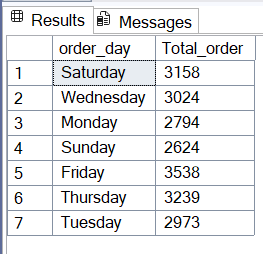 Results Messages
order_day Total_order
1 Saturday 3158
2 Wednesday 3024
3 Monday 2794
4 Sunday 2624
5 Friday 3538
6 Thursday 3239
7 Tuesday 2973